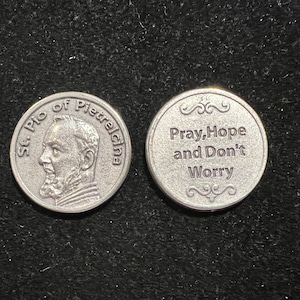 St. Pio of Pietrelcina
Pray,Hope
and Don't
Worry